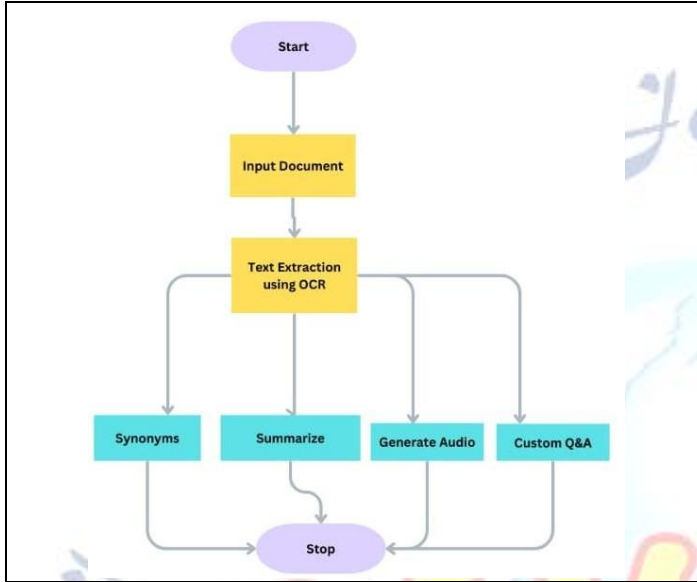 Start
Input Document
Text Extraction
using OCR
Synonyms
Summarize
Generate Audio
Custom Q&A
Stop